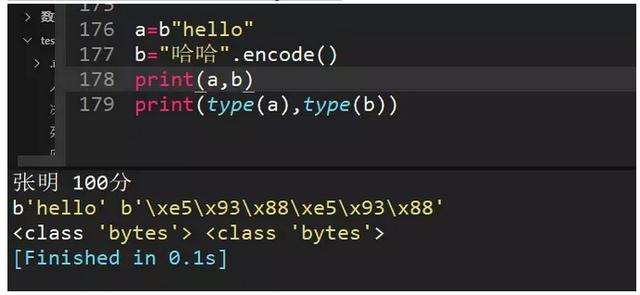 175
数
176 a=b"hello"
tes
177 b="哈哈".encode()
178 print(a,b)
179 print(type(a),type(b))
张明 100分
b'hello' b'\xe5\x93\x88\xe5\x93\x88'
<class 'bytes'> <class 'bytes'>
[Finished in 0.1s]